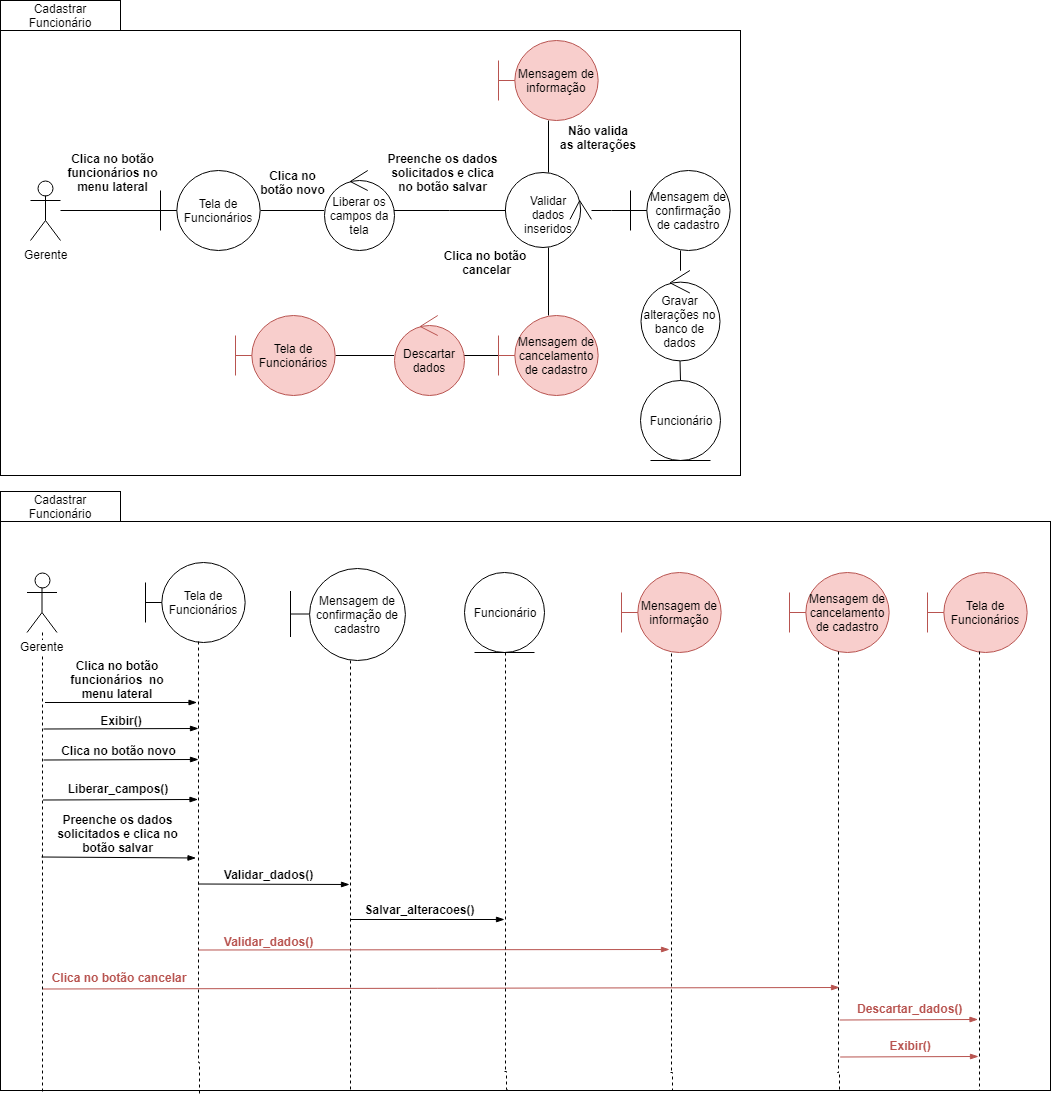 Cadastrar
Funcionário
Mensagem de
informação
Não valida
as alterações
Clica no botão
funcionários no
menu lateral
Clica no
botão novo
Preenche os dados
solicitados e clica
no botão salvar
Gerente
Tela de
Funcionários
Liberar os
campos da
tela
Validar
dados
inseridos
Mensagem de
confirmação
de cadastro
Clica no botão
cancelar
Gravar
alterações no
banco de
dados
Tela de
Funcionários
Descartar
dados
Mensagem de
cancelamento
de cadastro
Funcionário
Cadastrar
Funcionário
Gerente
Tela de
Funcionários
Mensagem de
confirmação de
cadastro
Funcionário
Mensagem de
informação
Mensagem de
cancelamento
de cadastro
Tela de
Funcionários
Clica no botão
funcionários no
menu lateral
Exibir()
Clica no botão novo
Liberar_campos()
Preenche os dados
solicitados e clica no
botão salvar
Validar_dados()
Salvar_alteracoes()
Validar_dados()
Clica no botão cancelar
Descartar_dados()
Exibir()